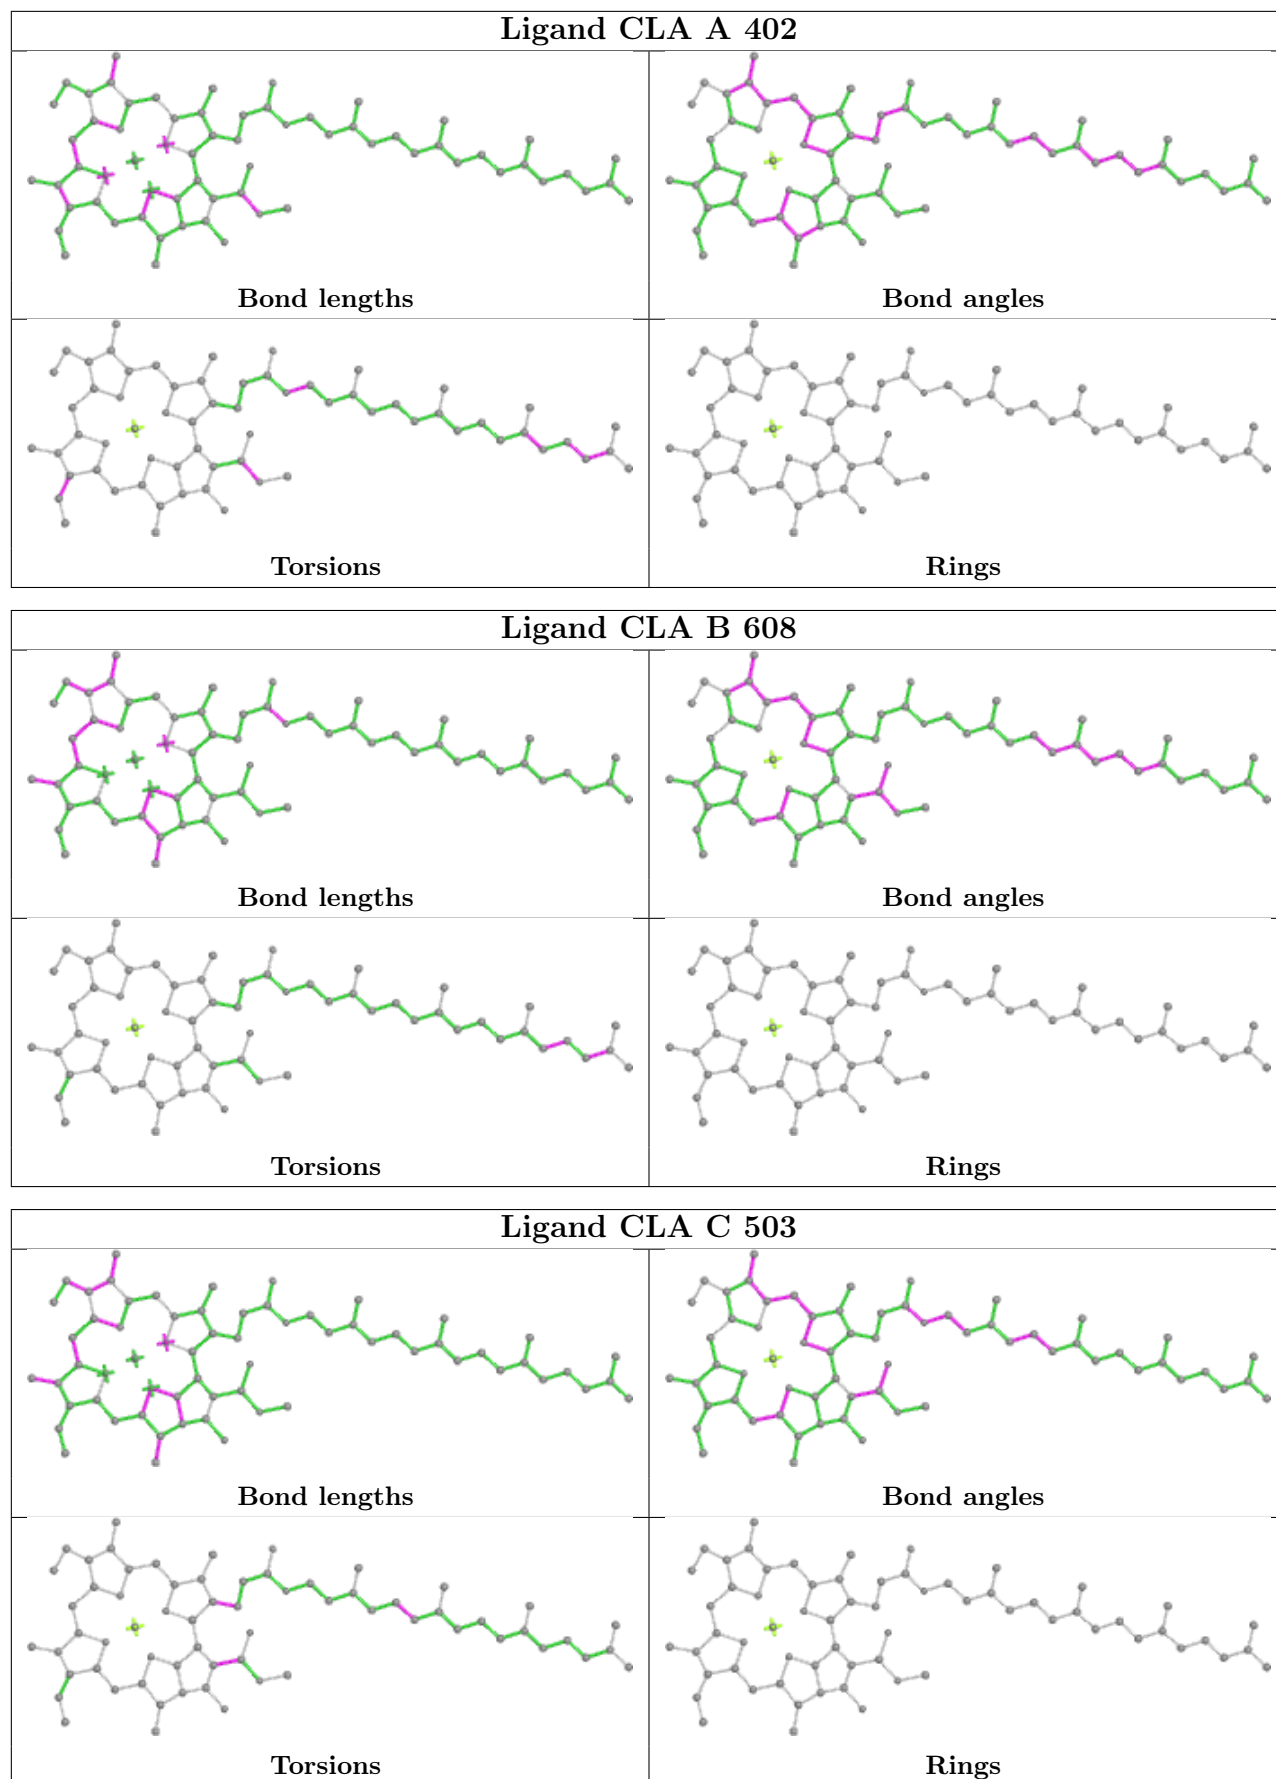 Ligand CLA A 402
Bond lengths
Bond angles
Torsions
Rings
Ligand CLA B 608
Bond lengths
Bond angles
Torsions
Rings
Ligand CLA C 503
Bond lengths
Bond angles
Torsions
Rings